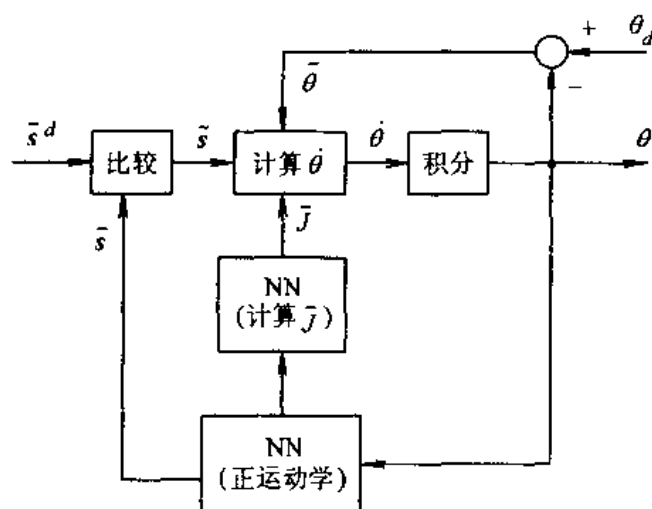 + θ_d
θ̄
−
s̄^d
比较
s̃
计算 θ̇
θ̇
积分
θ
s̄
J̄
NN
(计算 J̄)
NN
(正运动学)